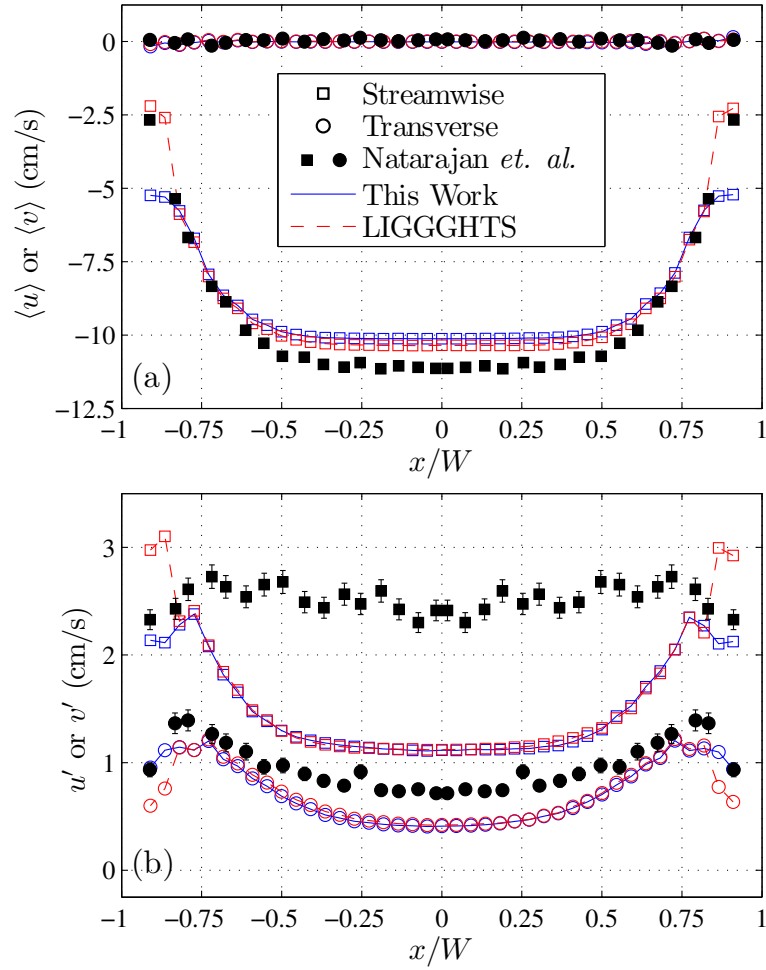 0
−2.5
−5
−7.5
−10
−12.5
⟨u⟩ or ⟨v⟩ (cm/s)
Streamwise
Transverse
Natarajan et. al.
This Work
LIGGGHTS
(a)
−1 −0.75 −0.5 −0.25 0 0.25 0.5 0.75 1
x/W
3
2
1
0
u′ or v′ (cm/s)
(b)
−1 −0.75 −0.5 −0.25 0 0.25 0.5 0.75 1
x/W